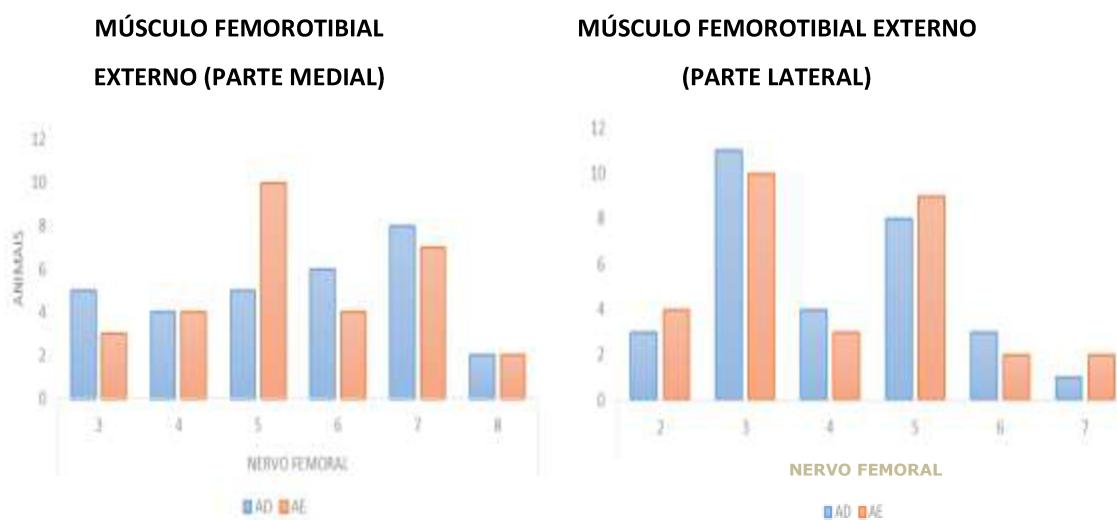 MÚSCULO FEMOROTIBIAL
EXTERNO (PARTE MEDIAL)
12
10
8
6
4
2
0
ANIMAIS
3 4 5 6 7 8
NERVO FEMORAL
AD AE
MÚSCULO FEMOROTIBIAL EXTERNO
(PARTE LATERAL)
12
10
8
6
4
2
0
2 3 4 5 6 7
NERVO FEMORAL
AD AE